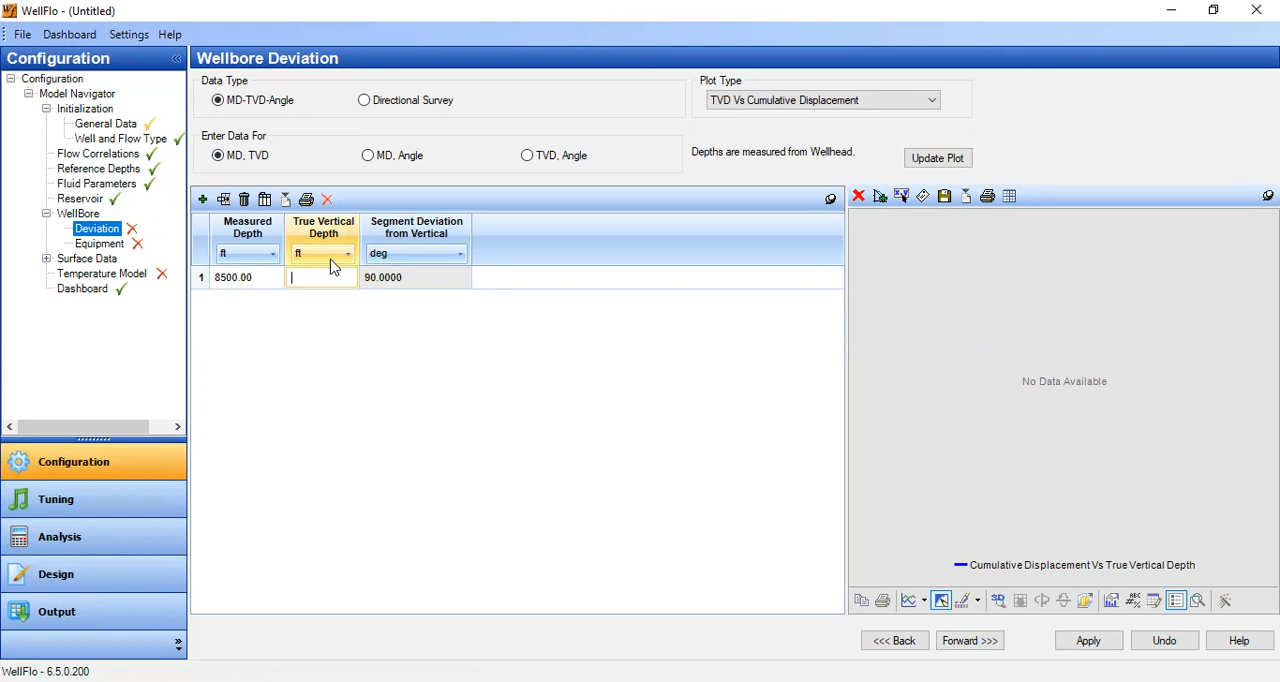 WellFlo - (Untitled)
File Dashboard Settings Help
Configuration
Configuration
Model Navigator
Initialization
General Data
Well and Flow Type
Flow Correlations
Reference Depths
Fluid Parameters
Reservoir
WellBore
Deviation
Equipment
Surface Data
Temperature Model
Dashboard
Configuration
Tuning
Analysis
Design
Output
Wellbore Deviation
Data Type
MD-TVD-Angle Directional Survey
Plot Type
TVD Vs Cumulative Displacement
Enter Data For
MD, TVD MD, Angle TVD, Angle
Depths are measured from Wellhead.
Update Plot
Measured Depth True Vertical Depth Segment Deviation from Vertical
ft ft deg
1 8500.00 90.0000
No Data Available
Cumulative Displacement Vs True Vertical Depth
3D
<<< Back Forward >>> Apply Undo Help
WellFlo - 6.5.0.200